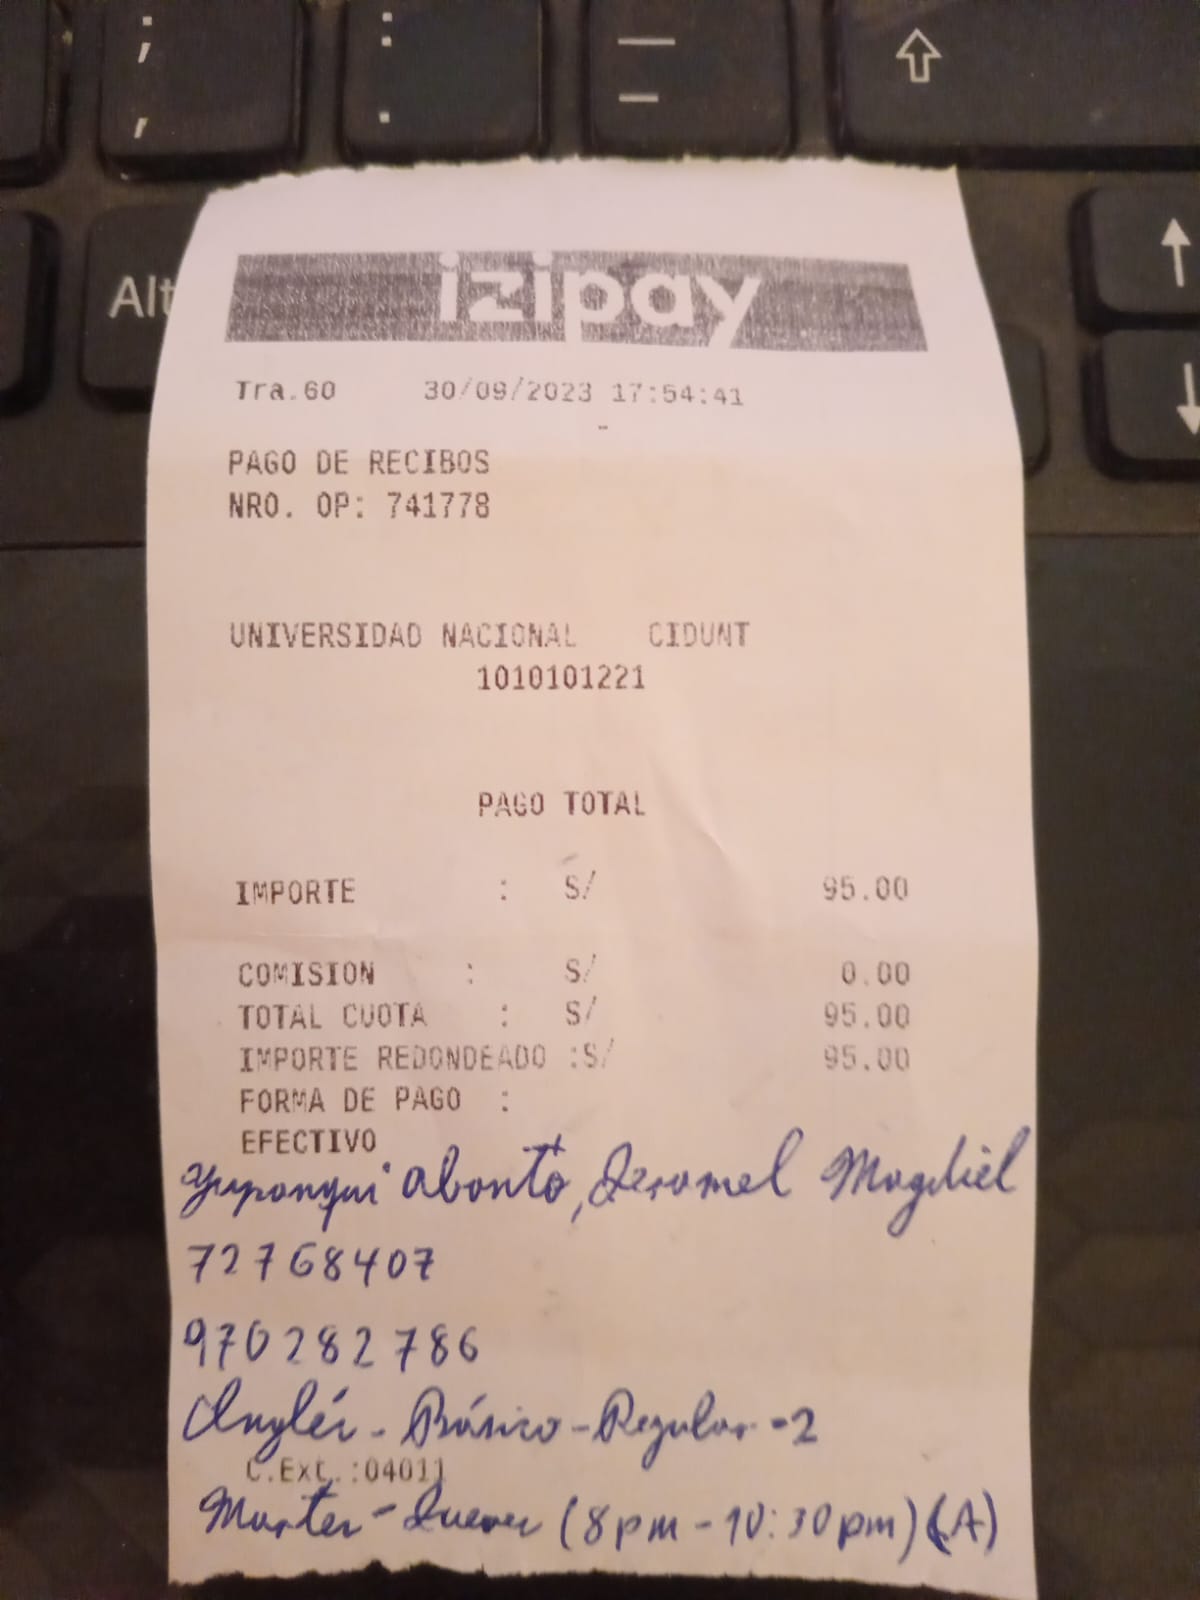 ; ,
: .
_ -
Alt
izipay
Tra.60 30/09/2023 17:54:41
-
PAGO DE RECIBOS
NRO. OP: 741778
UNIVERSIDAD NACIONAL CIDUNT
1010101221
PAGO TOTAL
IMPORTE : S/ 95.00
COMISION : S/ 0.00
TOTAL CUOTA : S/ 95.00
IMPORTE REDONDEADO :S/ 95.00
FORMA DE PAGO :
EFECTIVO
Yupanqui Abanto, Jeramel Magdiel
72768407
970282786
Inglés - Básico - Regular - 2
C.Ext.:04011
Martes - Jueves (8pm - 10:30pm) (A)